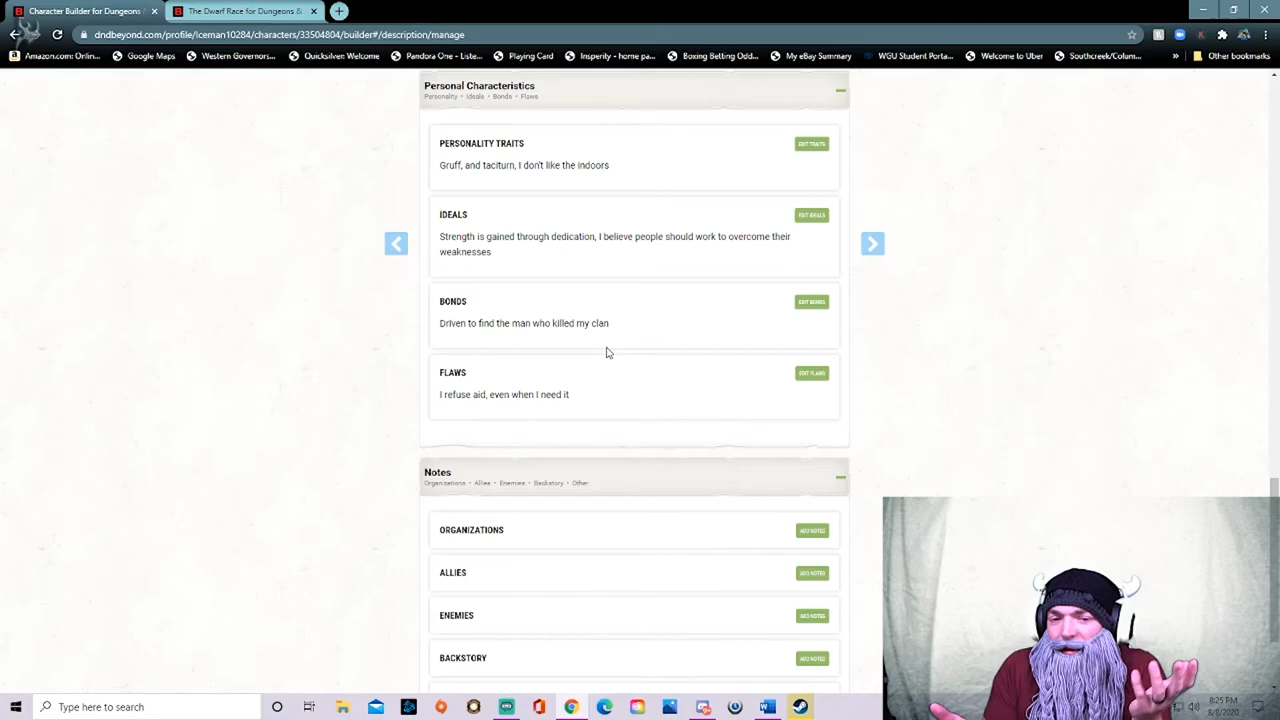 Character Builder for Dungeons &
The Dwarf Race for Dungeons &
dndbeyond.com/profile/Iceman10284/characters/33504804/builder#/description/manage
Amazon.com: Onlin...
Google Maps
Western Governors...
Quicksilver: Welcome
Pandora One - Liste...
Playing Card
Insperity - home pa...
Boxing Betting Odd...
My eBay Summary
WGU Student Porta...
Welcome to Uber
Southcreek/Colum...
Other bookmarks
Personal Characteristics
Personality • Ideals • Bonds • Flaws
PERSONALITY TRAITS
EDIT TRAITS
Gruff, and taciturn, I don't like the indoors
IDEALS
EDIT IDEALS
Strength is gained through dedication, I believe people should work to overcome their
weaknesses
BONDS
EDIT BONDS
Driven to find the man who killed my clan
FLAWS
EDIT FLAWS
I refuse aid, even when I need it
Notes
Organizations • Allies • Enemies • Backstory • Other
ORGANIZATIONS
ADD NOTES
ALLIES
ADD NOTES
ENEMIES
ADD NOTES
BACKSTORY
ADD NOTES
Type here to search
8:25 PM
8/8/2020